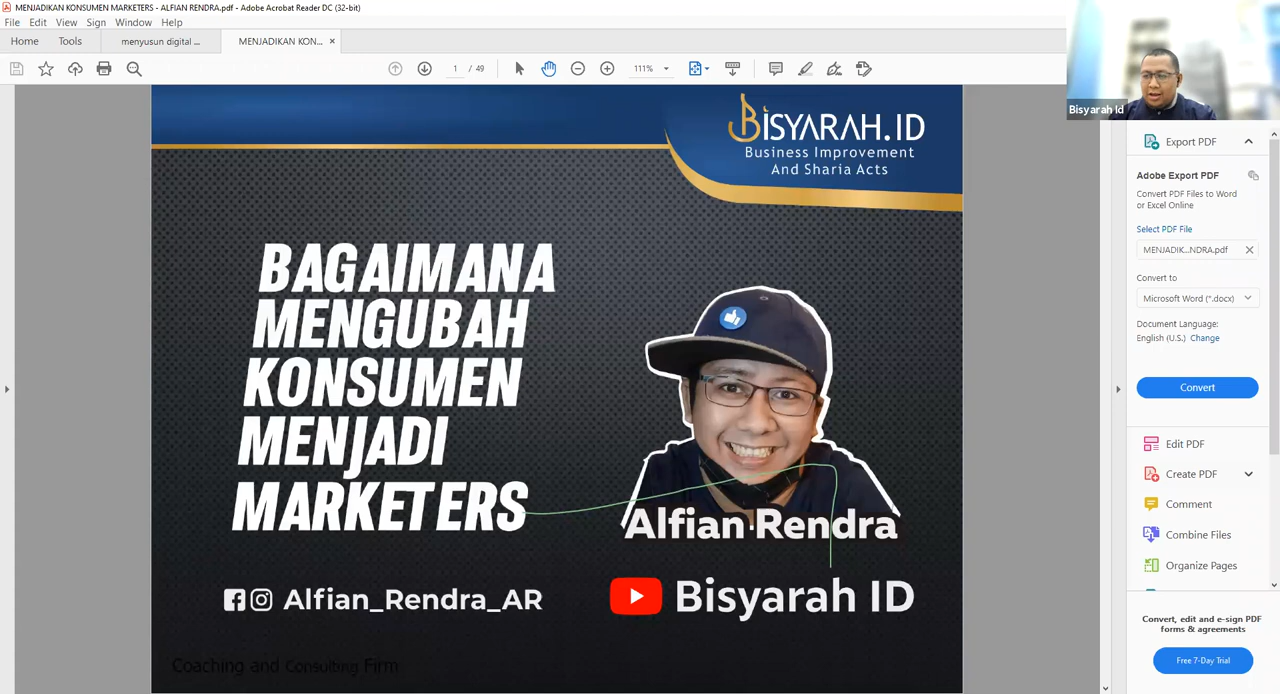 MENJADIKAN KONSUMEN MARKETERS - ALFIAN RENDRA.pdf - Adobe Acrobat Reader DC (32-bit)
File Edit View Sign Window Help
Home Tools menyusun digital ... MENJADIKAN KON... ×
1 / 49 111%
Bisyarah Id
BISYARAH.ID
Business Improvement
And Sharia Acts
BAGAIMANA
MENGUBAH
KONSUMEN
MENJADI
MARKETERS
Alfian Rendra
Alfian_Rendra_AR
Bisyarah ID
Coaching and Consulting Firm
Export PDF
Adobe Export PDF
Convert PDF Files to Word
or Excel Online
Select PDF File
MENJADIK...NDRA.pdf
Convert to
Microsoft Word (*.docx)
Document Language:
English (U.S.) Change
Convert
Edit PDF
Create PDF
Comment
Combine Files
Organize Pages
Convert, edit and e-sign PDF
forms & agreements
Free 7-Day Trial